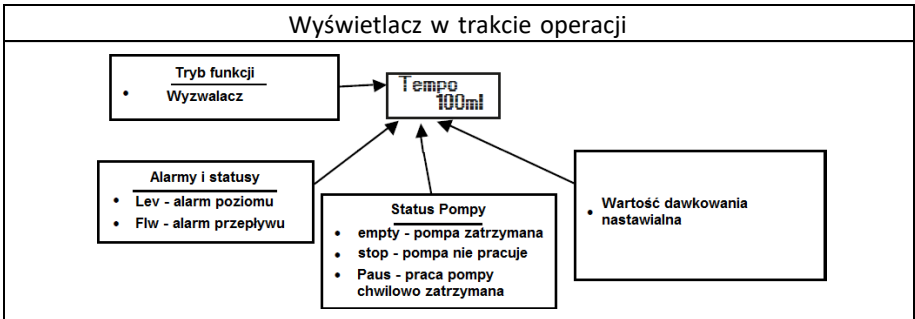 Wyświetlacz w trakcie operacji
Tryb funkcji
• Wyzwalacz
Tempo
100ml
Alarmy i statusy
• Lev - alarm poziomu
• Flw - alarm przepływu
Status Pompy
• empty - pompa zatrzymana
• stop - pompa nie pracuje
• Paus - praca pompy
chwilowo zatrzymana
• Wartość dawkowania
nastawialna